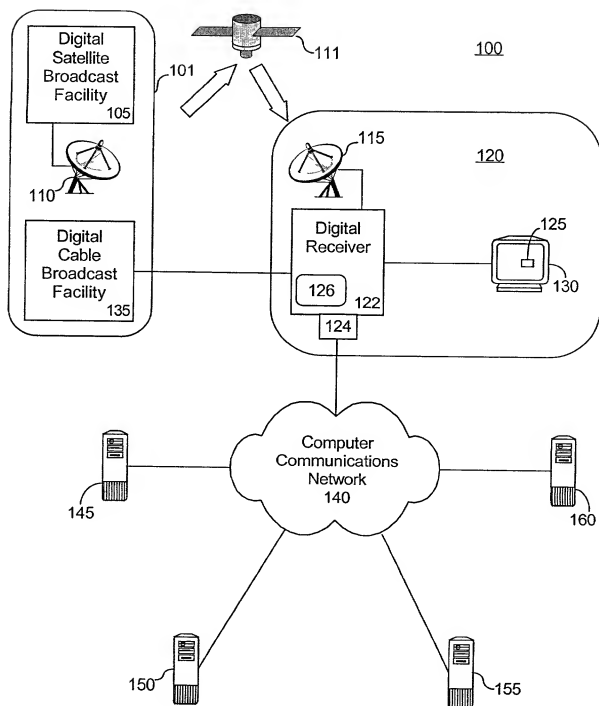 Digital
Satellite
Broadcast
Facility
105
101
111
100
110
115
120
Digital
Cable
Broadcast
Facility
135
Digital
Receiver
126
122
124
125
130
Computer
Communications
Network
140
145
160
150
155